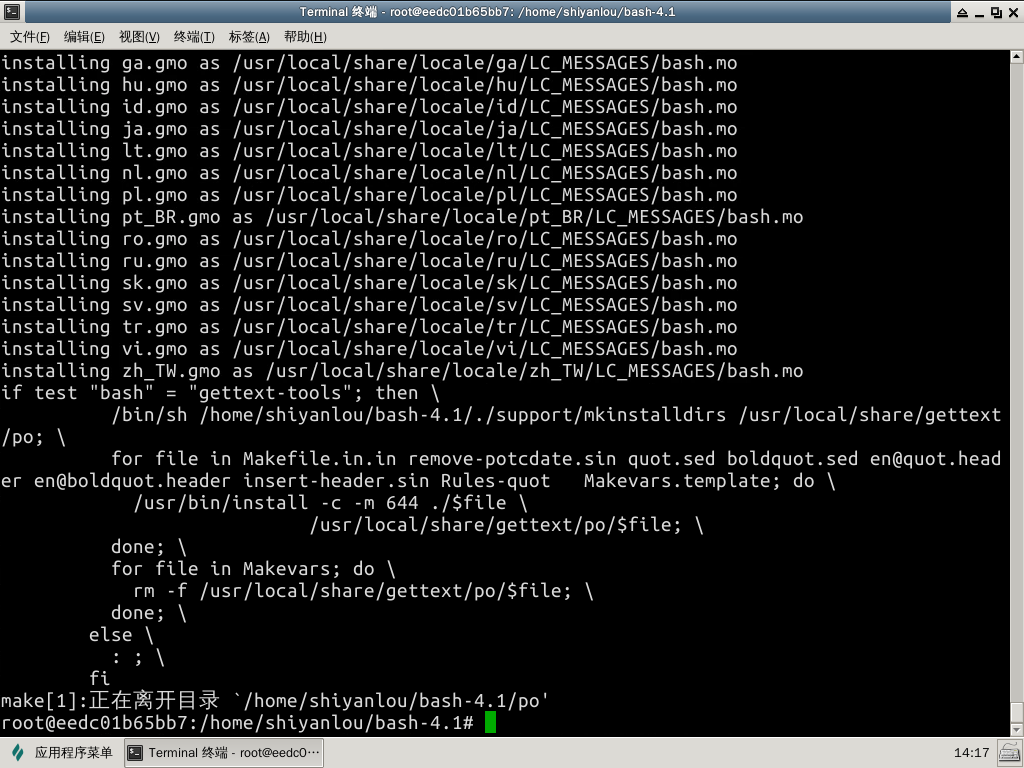 Terminal 终端 - root@eedc01b65bb7: /home/shiyanlou/bash-4.1
文件(F) 编辑(E) 视图(V) 终端(T) 标签(A) 帮助(H)
installing ga.gmo as /usr/local/share/locale/ga/LC_MESSAGES/bash.mo
installing hu.gmo as /usr/local/share/locale/hu/LC_MESSAGES/bash.mo
installing id.gmo as /usr/local/share/locale/id/LC_MESSAGES/bash.mo
installing ja.gmo as /usr/local/share/locale/ja/LC_MESSAGES/bash.mo
installing lt.gmo as /usr/local/share/locale/lt/LC_MESSAGES/bash.mo
installing nl.gmo as /usr/local/share/locale/nl/LC_MESSAGES/bash.mo
installing pl.gmo as /usr/local/share/locale/pl/LC_MESSAGES/bash.mo
installing pt_BR.gmo as /usr/local/share/locale/pt_BR/LC_MESSAGES/bash.mo
installing ro.gmo as /usr/local/share/locale/ro/LC_MESSAGES/bash.mo
installing ru.gmo as /usr/local/share/locale/ru/LC_MESSAGES/bash.mo
installing sk.gmo as /usr/local/share/locale/sk/LC_MESSAGES/bash.mo
installing sv.gmo as /usr/local/share/locale/sv/LC_MESSAGES/bash.mo
installing tr.gmo as /usr/local/share/locale/tr/LC_MESSAGES/bash.mo
installing vi.gmo as /usr/local/share/locale/vi/LC_MESSAGES/bash.mo
installing zh_TW.gmo as /usr/local/share/locale/zh_TW/LC_MESSAGES/bash.mo
if test "bash" = "gettext-tools"; then \
          /bin/sh /home/shiyanlou/bash-4.1/./support/mkinstalldirs /usr/local/share/gettext
/po; \
          for file in Makefile.in.in remove-potcdate.sin quot.sed boldquot.sed en@quot.head
er en@boldquot.header insert-header.sin Rules-quot   Makevars.template; do \
            /usr/bin/install -c -m 644 ./$file \
                            /usr/local/share/gettext/po/$file; \
          done; \
          for file in Makevars; do \
            rm -f /usr/local/share/gettext/po/$file; \
          done; \
        else \
          : ; \
        fi
make[1]:正在离开目录 `/home/shiyanlou/bash-4.1/po'
root@eedc01b65bb7:/home/shiyanlou/bash-4.1#
应用程序菜单 Terminal 终端 - root@eedc0… 14:17